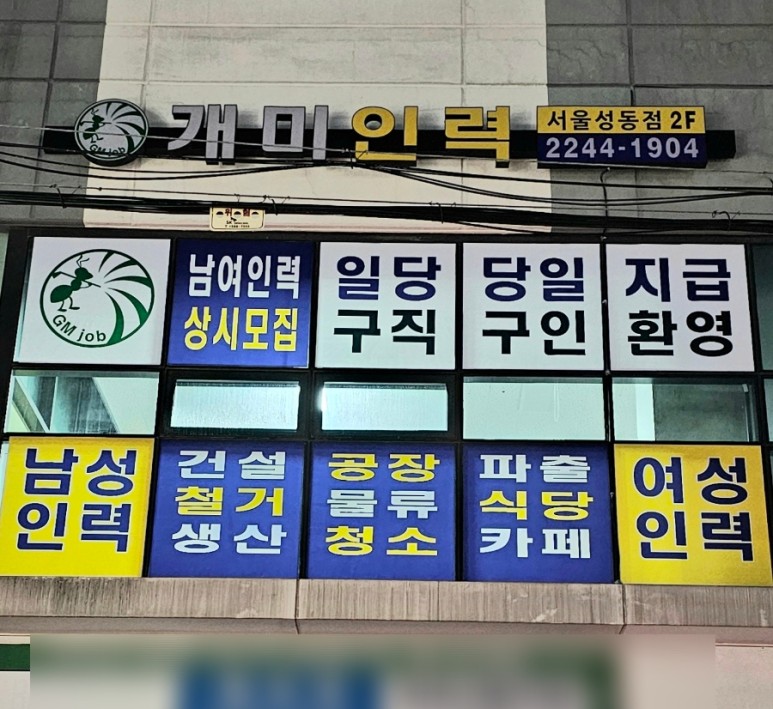 개미인력
서울성동점 2F
2244-1904
GM job
GM job
남여인력
상시모집
일당
구직
당일
구인
지급
환영
남성
인력
건설
철거
생산
공장
물류
청소
파출
식당
카페
여성
인력